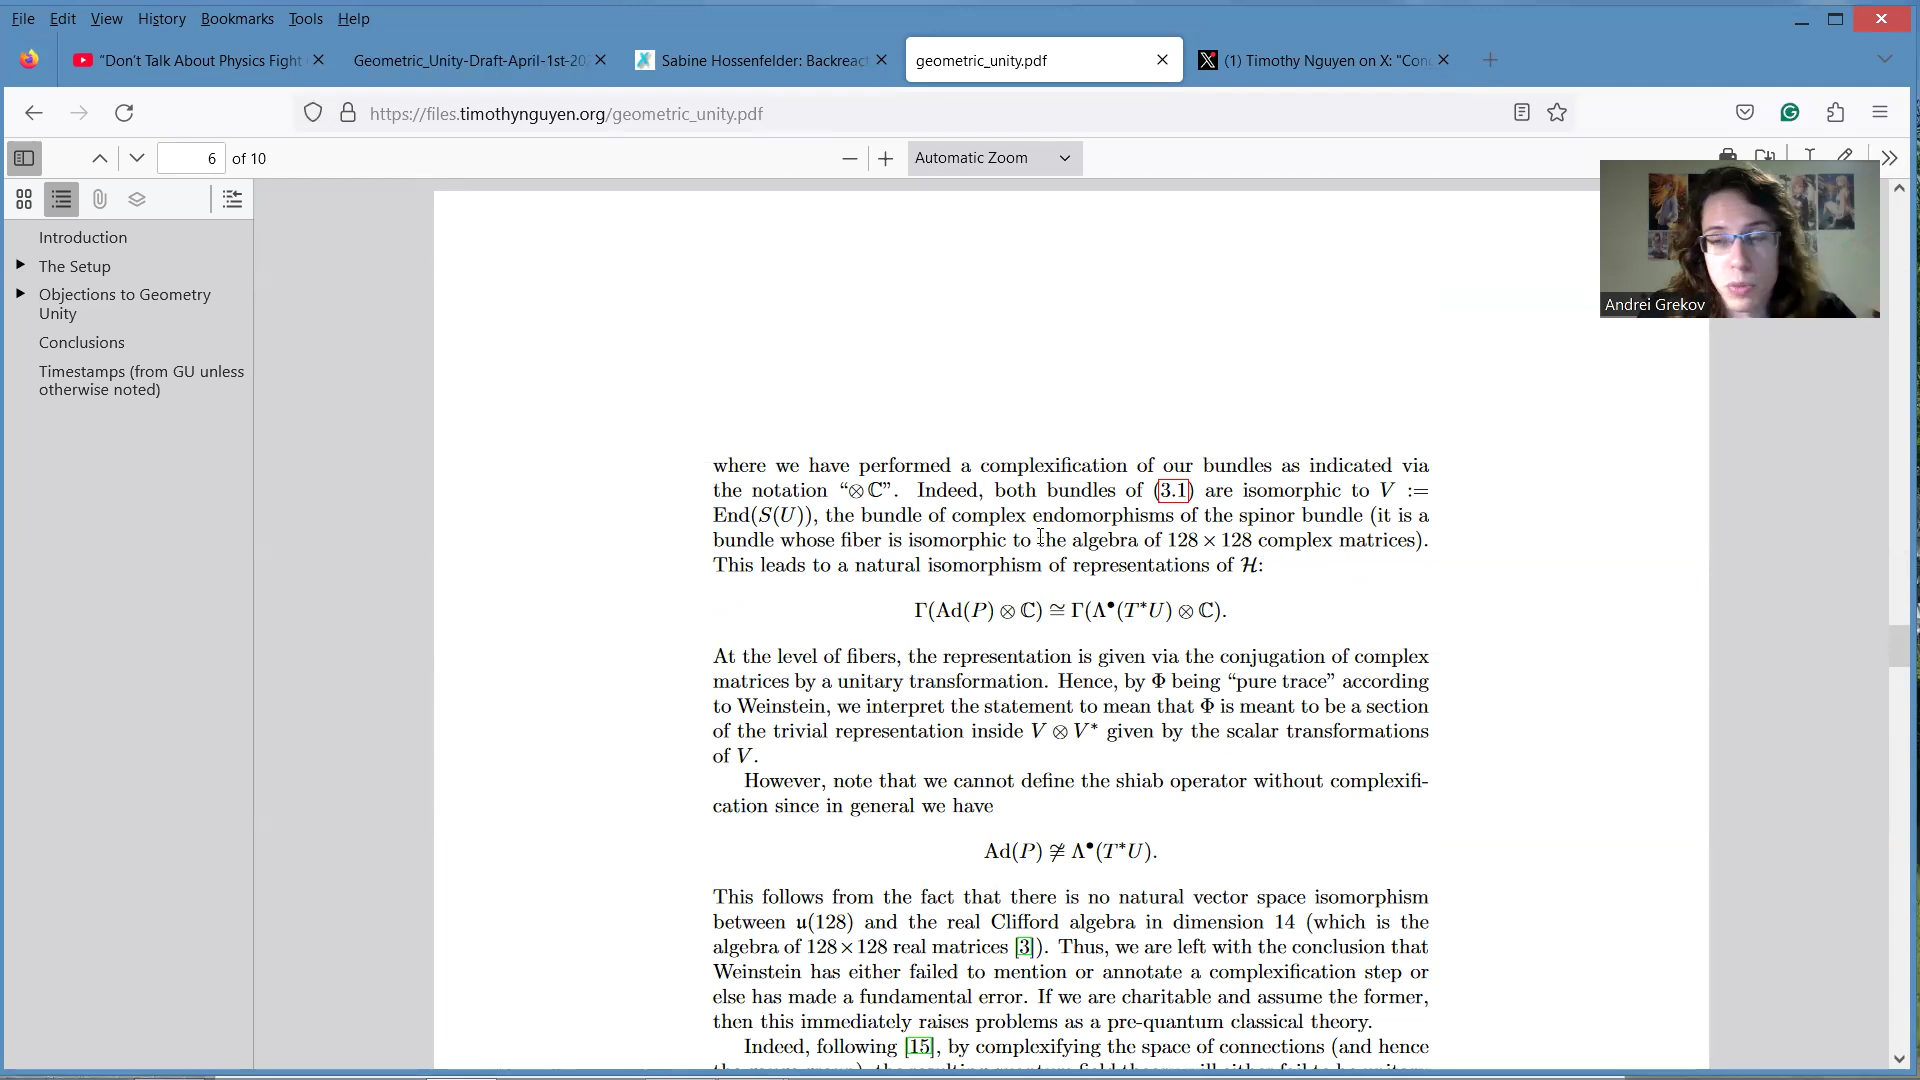 File Edit View History Bookmarks Tools Help
"Don't Talk About Physics Fight
Geometric_Unity-Draft-April-1st-202
Sabine Hossenfelder: Backreact
geometric_unity.pdf
(1) Timothy Nguyen on X: "Con
https://files.timothynguyen.org/geometric_unity.pdf
6 of 10
Automatic Zoom
Introduction
The Setup
Objections to Geometry
Unity
Conclusions
Timestamps (from GU unless
otherwise noted)
Andrei Grekov
where we have performed a complexification of our bundles as indicated via
the notation “⊗ ℂ”. Indeed, both bundles of (3.1) are isomorphic to V :=
End(S(U)), the bundle of complex endomorphisms of the spinor bundle (it is a
bundle whose fiber is isomorphic to the algebra of 128 × 128 complex matrices).
This leads to a natural isomorphism of representations of ℋ:
Γ(Ad(P) ⊗ ℂ) ≅ Γ(Λ•(T*U) ⊗ ℂ).
At the level of fibers, the representation is given via the conjugation of complex
matrices by a unitary transformation. Hence, by Φ being “pure trace” according
to Weinstein, we interpret the statement to mean that Φ is meant to be a section
of the trivial representation inside V ⊗ V* given by the scalar transformations
of V.
However, note that we cannot define the shiab operator without complexifi-
cation since in general we have
Ad(P) ≇ Λ•(T*U).
This follows from the fact that there is no natural vector space isomorphism
between 𝔲(128) and the real Clifford algebra in dimension 14 (which is the
algebra of 128×128 real matrices [3]). Thus, we are left with the conclusion that
Weinstein has either failed to mention or annotate a complexification step or
else has made a fundamental error. If we are charitable and assume the former,
then this immediately raises problems as a pre-quantum classical theory.
Indeed, following [15], by complexifying the space of connections (and hence